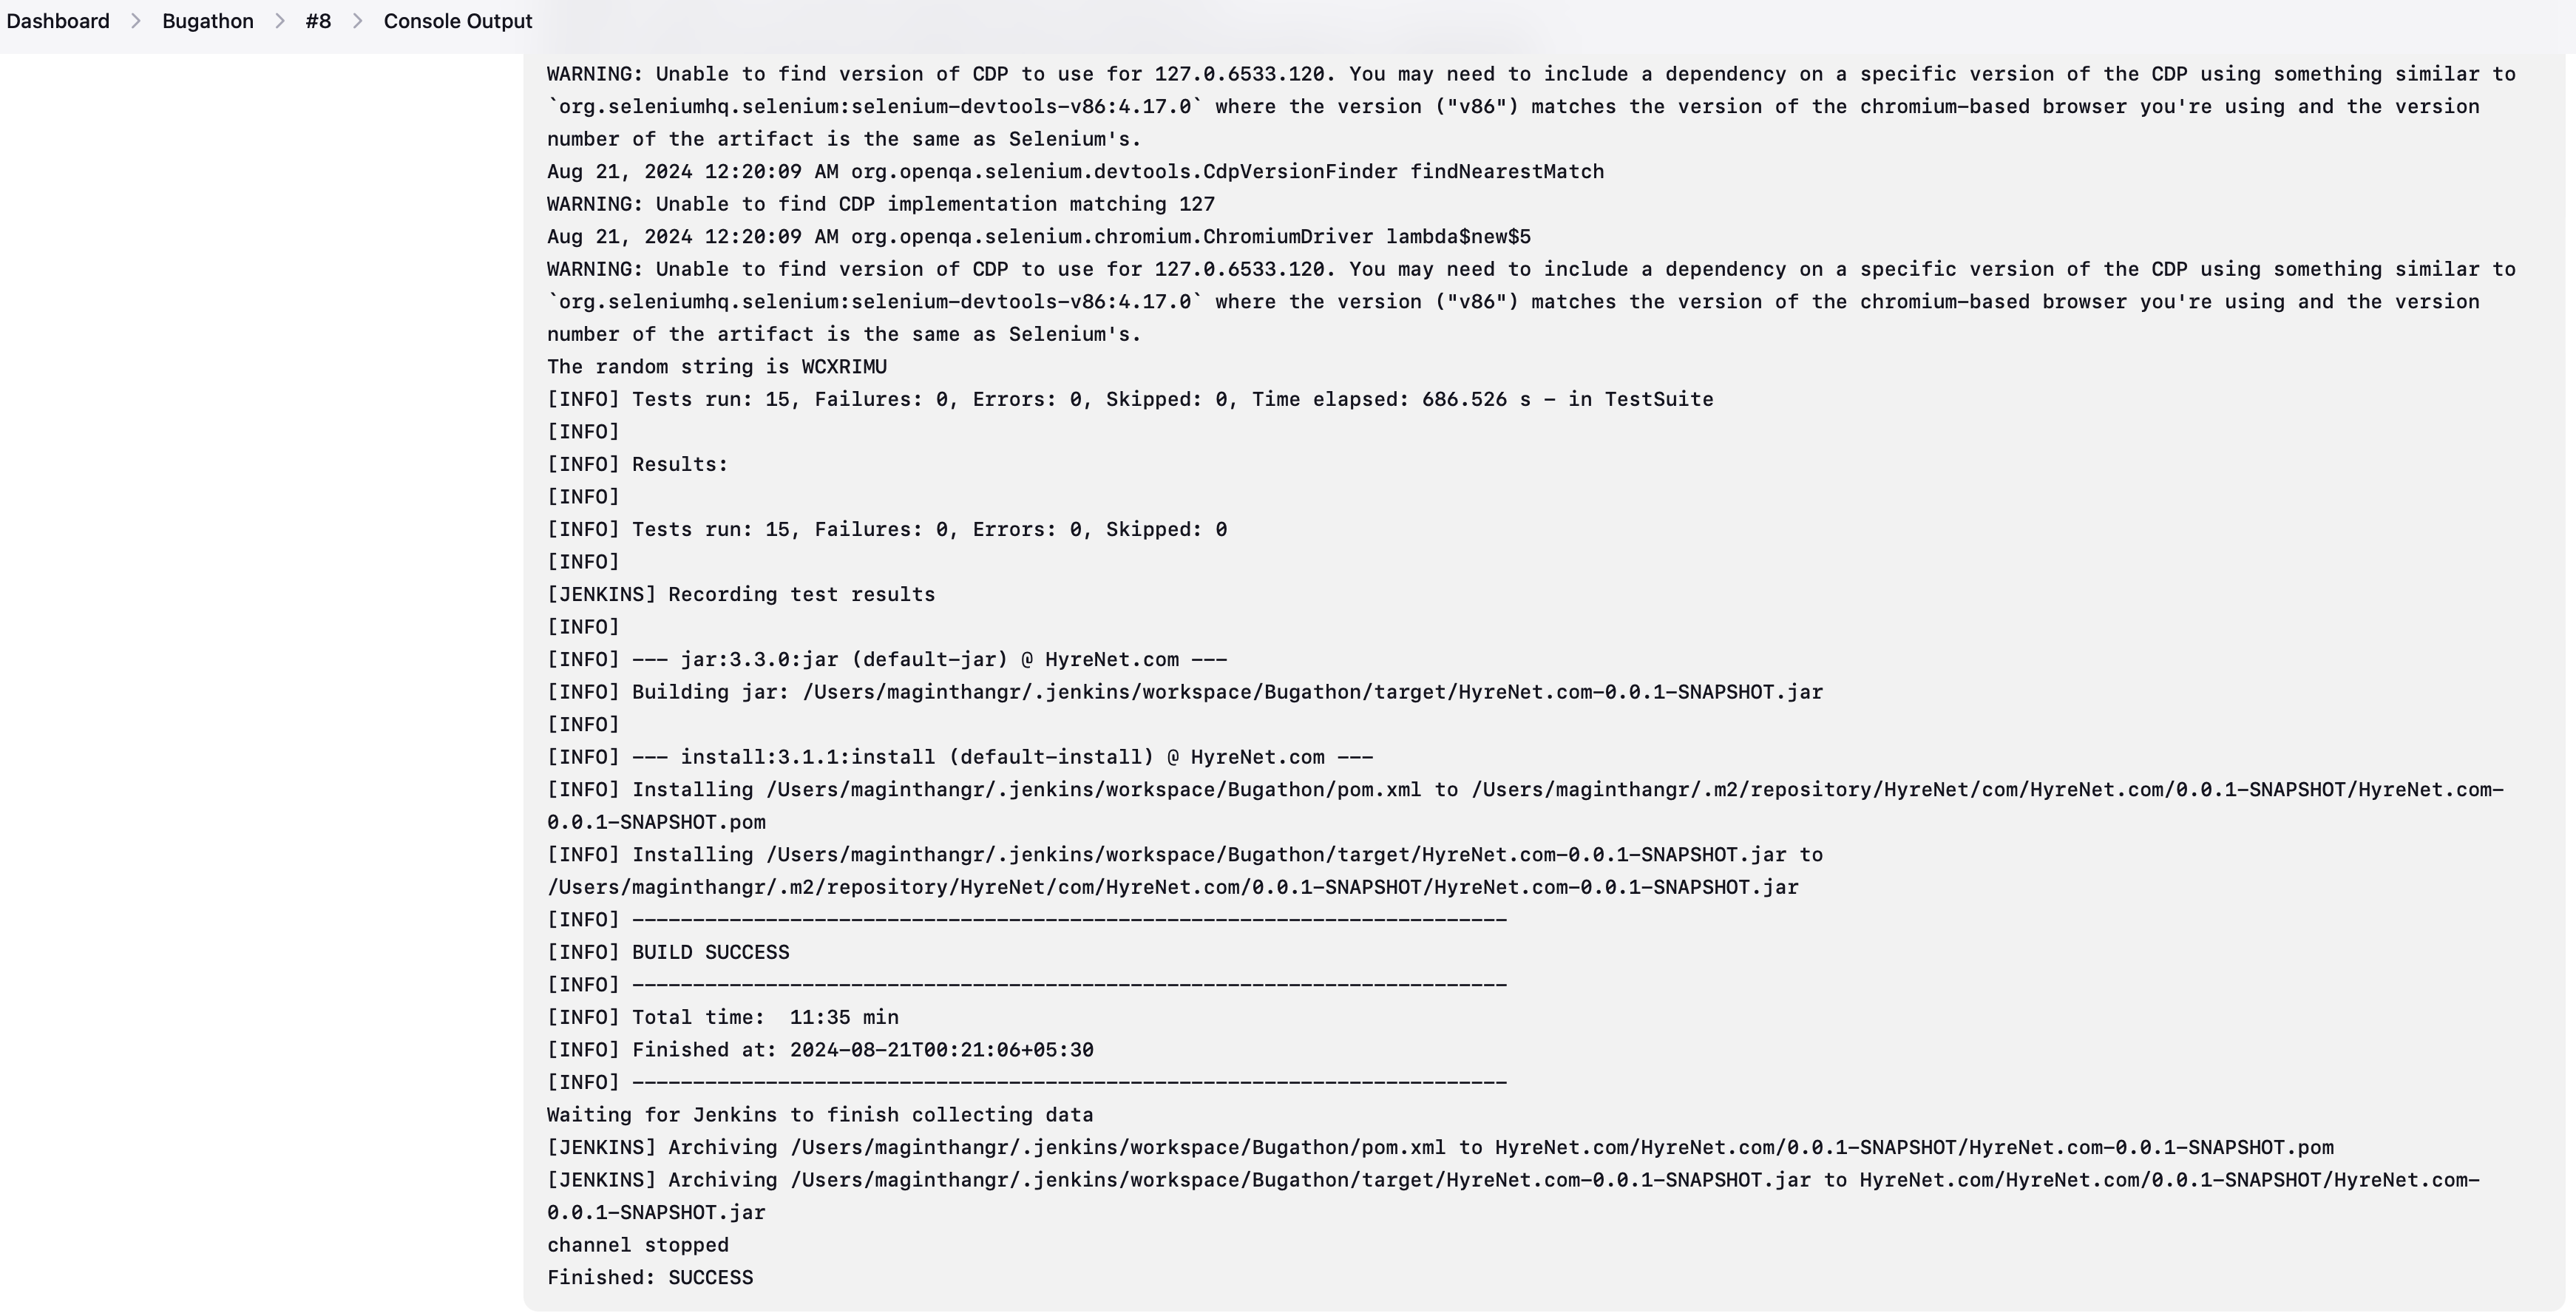 Dashboard > Bugathon > #8 > Console Output
WARNING: Unable to find version of CDP to use for 127.0.6533.120. You may need to include a dependency on a specific version of the CDP using something similar to
`org.seleniumhq.selenium:selenium-devtools-v86:4.17.0` where the version ("v86") matches the version of the chromium-based browser you're using and the version
number of the artifact is the same as Selenium's.
Aug 21, 2024 12:20:09 AM org.openqa.selenium.devtools.CdpVersionFinder findNearestMatch
WARNING: Unable to find CDP implementation matching 127
Aug 21, 2024 12:20:09 AM org.openqa.selenium.chromium.ChromiumDriver lambda$new$5
WARNING: Unable to find version of CDP to use for 127.0.6533.120. You may need to include a dependency on a specific version of the CDP using something similar to
`org.seleniumhq.selenium:selenium-devtools-v86:4.17.0` where the version ("v86") matches the version of the chromium-based browser you're using and the version
number of the artifact is the same as Selenium's.
The random string is WCXRIMU
[INFO] Tests run: 15, Failures: 0, Errors: 0, Skipped: 0, Time elapsed: 686.526 s - in TestSuite
[INFO]
[INFO] Results:
[INFO]
[INFO] Tests run: 15, Failures: 0, Errors: 0, Skipped: 0
[INFO]
[JENKINS] Recording test results
[INFO]
[INFO] --- jar:3.3.0:jar (default-jar) @ HyreNet.com ---
[INFO] Building jar: /Users/maginthangr/.jenkins/workspace/Bugathon/target/HyreNet.com-0.0.1-SNAPSHOT.jar
[INFO]
[INFO] --- install:3.1.1:install (default-install) @ HyreNet.com ---
[INFO] Installing /Users/maginthangr/.jenkins/workspace/Bugathon/pom.xml to /Users/maginthangr/.m2/repository/HyreNet/com/HyreNet.com/0.0.1-SNAPSHOT/HyreNet.com-
0.0.1-SNAPSHOT.pom
[INFO] Installing /Users/maginthangr/.jenkins/workspace/Bugathon/target/HyreNet.com-0.0.1-SNAPSHOT.jar to
/Users/maginthangr/.m2/repository/HyreNet/com/HyreNet.com/0.0.1-SNAPSHOT/HyreNet.com-0.0.1-SNAPSHOT.jar
[INFO] ------------------------------------------------------------------------
[INFO] BUILD SUCCESS
[INFO] ------------------------------------------------------------------------
[INFO] Total time:  11:35 min
[INFO] Finished at: 2024-08-21T00:21:06+05:30
[INFO] ------------------------------------------------------------------------
Waiting for Jenkins to finish collecting data
[JENKINS] Archiving /Users/maginthangr/.jenkins/workspace/Bugathon/pom.xml to HyreNet.com/HyreNet.com/0.0.1-SNAPSHOT/HyreNet.com-0.0.1-SNAPSHOT.pom
[JENKINS] Archiving /Users/maginthangr/.jenkins/workspace/Bugathon/target/HyreNet.com-0.0.1-SNAPSHOT.jar to HyreNet.com/HyreNet.com/0.0.1-SNAPSHOT/HyreNet.com-
0.0.1-SNAPSHOT.jar
channel stopped
Finished: SUCCESS